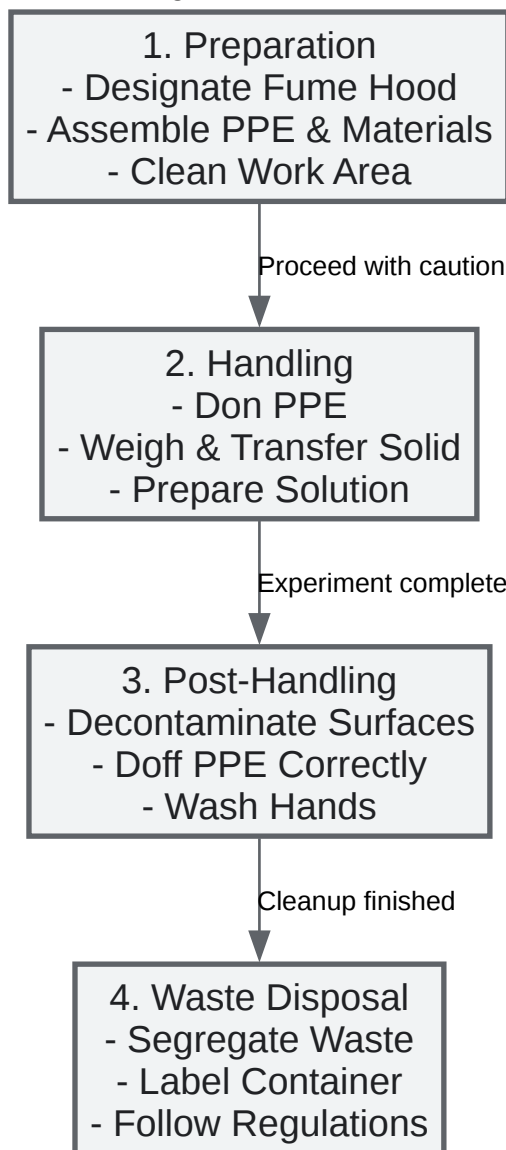 1. Preparation
- Designate Fume Hood
- Assemble PPE & Materials
- Clean Work Area
Proceed with caution
2. Handling
- Don PPE
- Weigh & Transfer Solid
- Prepare Solution
Experiment complete
3. Post-Handling
- Decontaminate Surfaces
- Doff PPE Correctly
- Wash Hands
Cleanup finished
4. Waste Disposal
- Segregate Waste
- Label Container
- Follow Regulations